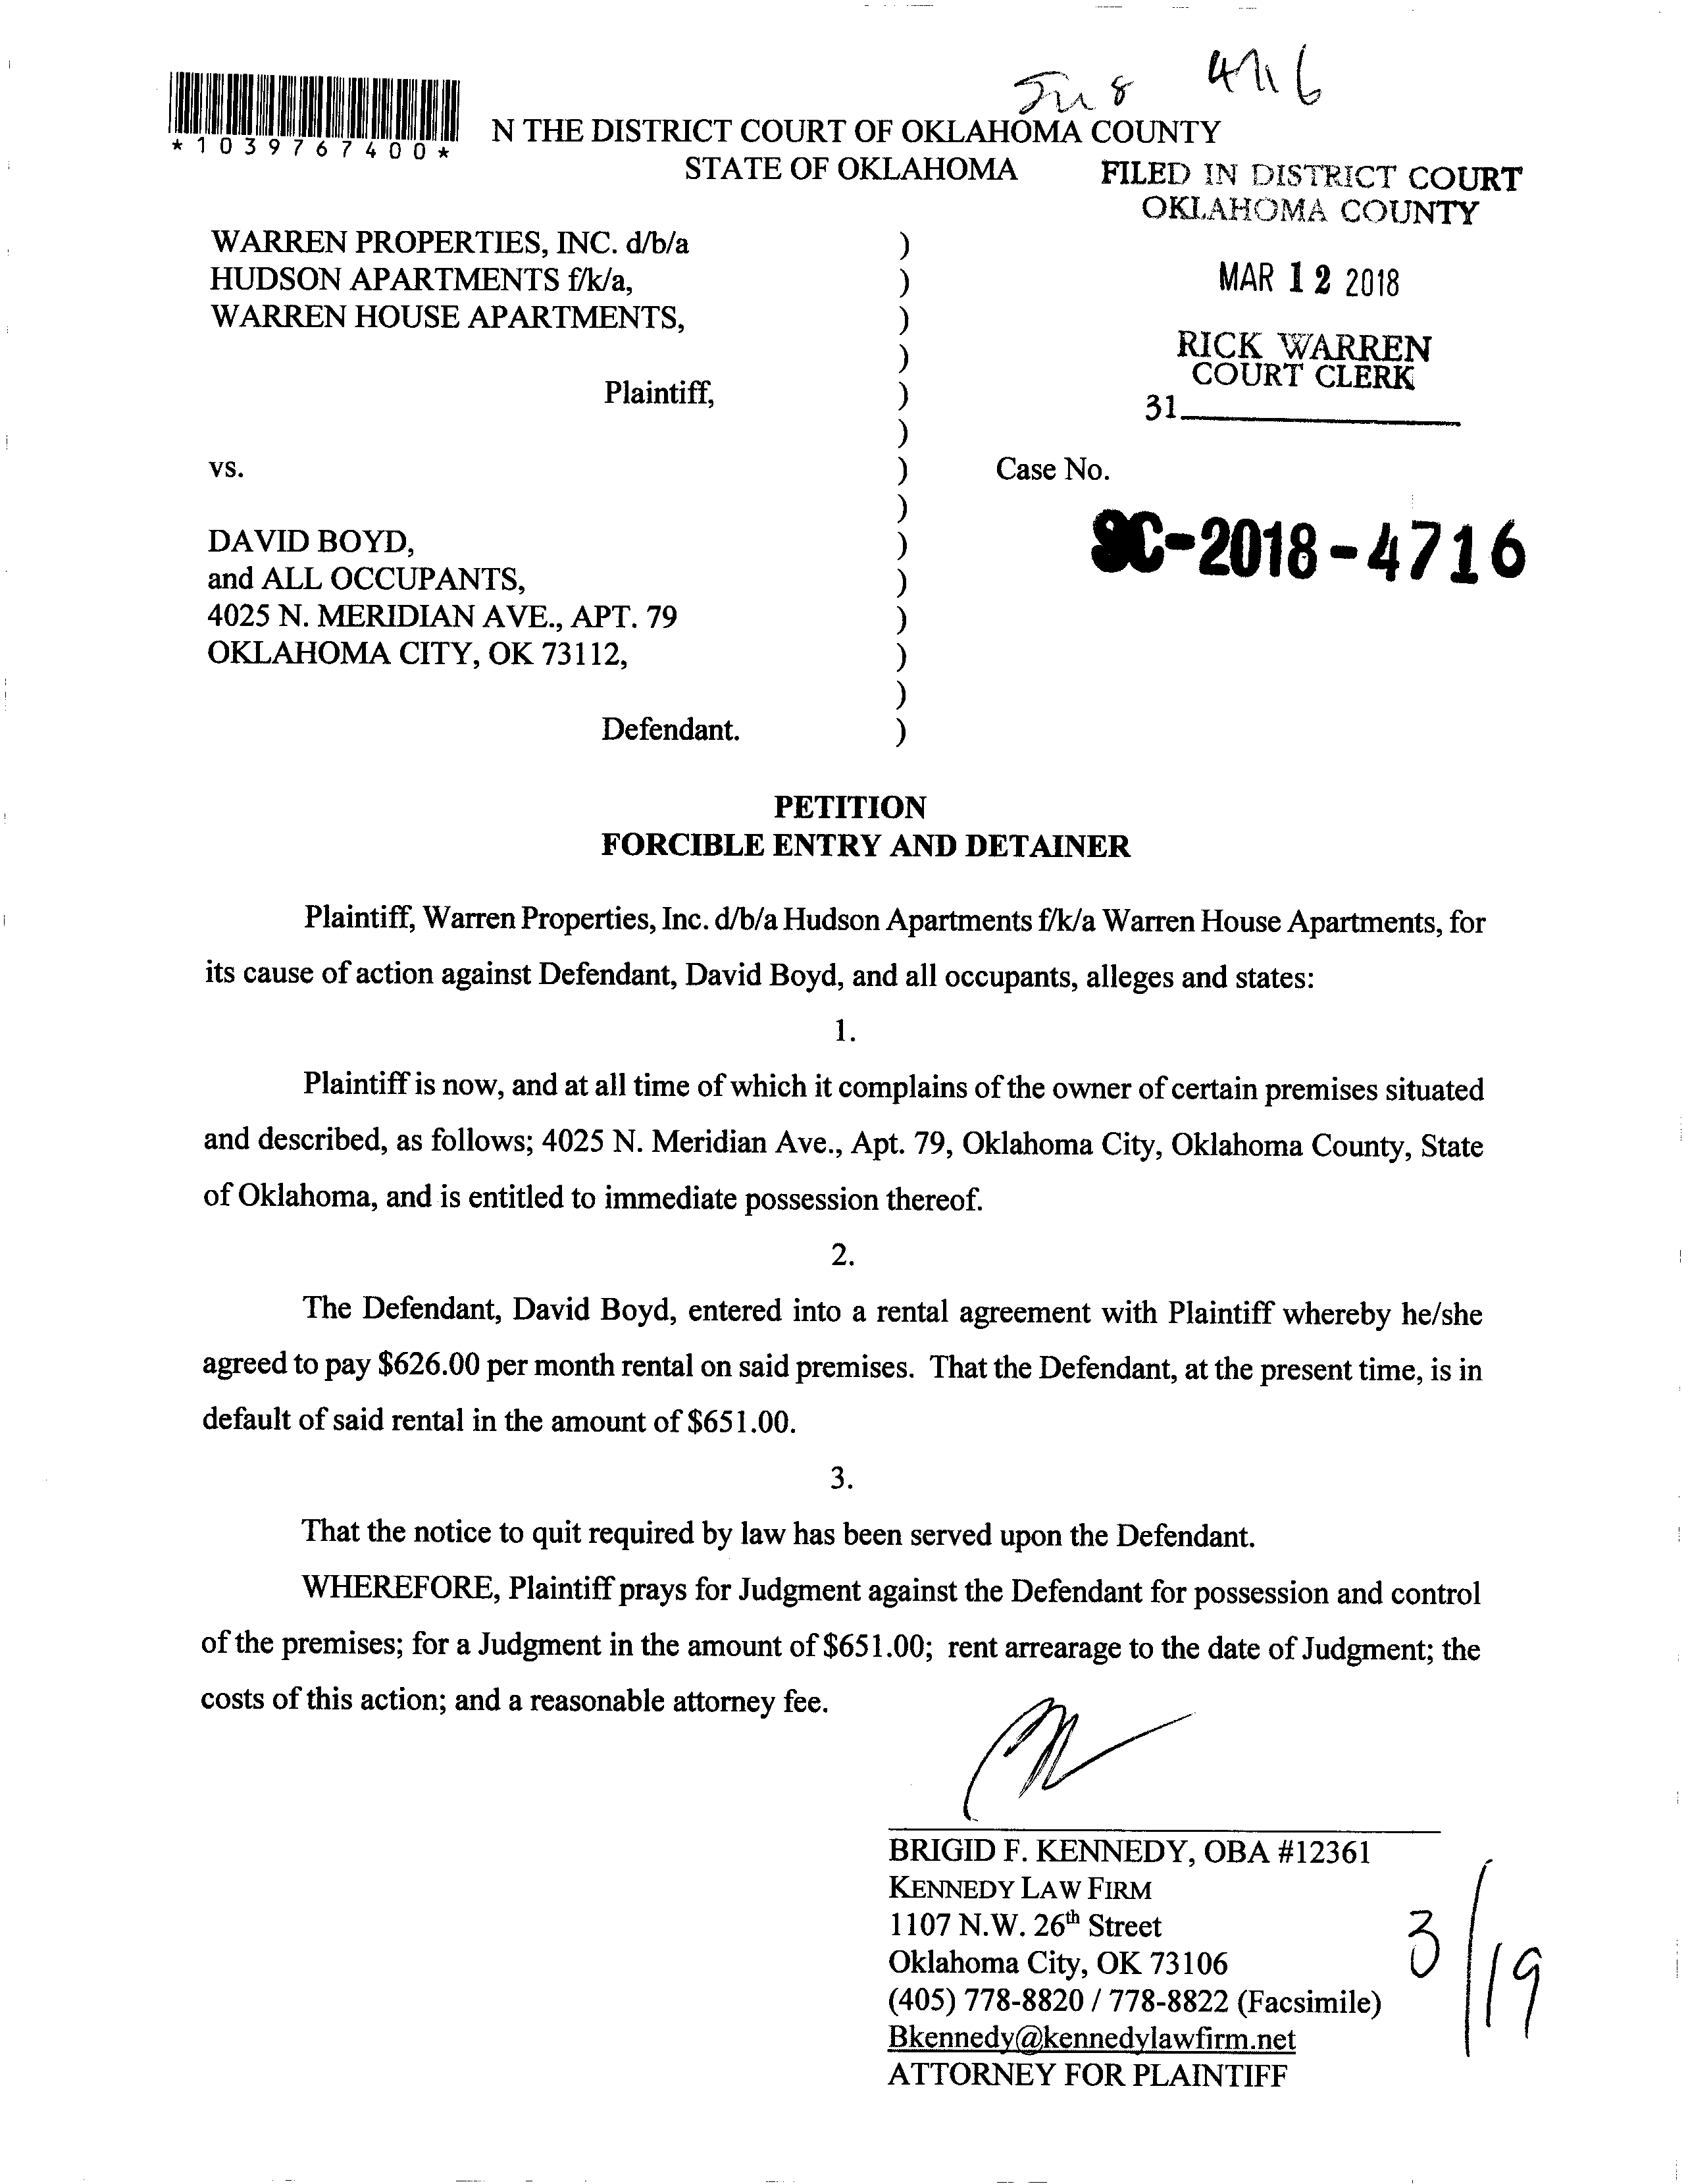 4716
*1039767400*
N THE DISTRICT COURT OF OKLAHOMA COUNTY
STATE OF OKLAHOMA
FILED IN DISTRICT COURT
OKLAHOMA COUNTY
MAR 12 2018
RICK WARREN
COURT CLERK
31
WARREN PROPERTIES, INC. d/b/a )
HUDSON APARTMENTS f/k/a, )
WARREN HOUSE APARTMENTS, )
)
Plaintiff, )
)
vs. ) Case No.
)
SC-2018-4716
DAVID BOYD, )
and ALL OCCUPANTS, )
4025 N. MERIDIAN AVE., APT. 79 )
OKLAHOMA CITY, OK 73112, )
)
Defendant. )
PETITION
FORCIBLE ENTRY AND DETAINER
Plaintiff, Warren Properties, Inc. d/b/a Hudson Apartments f/k/a Warren House Apartments, for
its cause of action against Defendant, David Boyd, and all occupants, alleges and states:
1.
Plaintiff is now, and at all time of which it complains of the owner of certain premises situated
and described, as follows; 4025 N. Meridian Ave., Apt. 79, Oklahoma City, Oklahoma County, State
of Oklahoma, and is entitled to immediate possession thereof.
2.
The Defendant, David Boyd, entered into a rental agreement with Plaintiff whereby he/she
agreed to pay $626.00 per month rental on said premises. That the Defendant, at the present time, is in
default of said rental in the amount of $651.00.
3.
That the notice to quit required by law has been served upon the Defendant.
WHEREFORE, Plaintiff prays for Judgment against the Defendant for possession and control
of the premises; for a Judgment in the amount of $651.00; rent arrearage to the date of Judgment; the
costs of this action; and a reasonable attorney fee.
BRIGID F. KENNEDY, OBA #12361
KENNEDY LAW FIRM
1107 N.W. 26th Street
Oklahoma City, OK 73106
(405) 778-8820 / 778-8822 (Facsimile)
Bkennedy@kennedylawfirm.net
ATTORNEY FOR PLAINTIFF
3/19